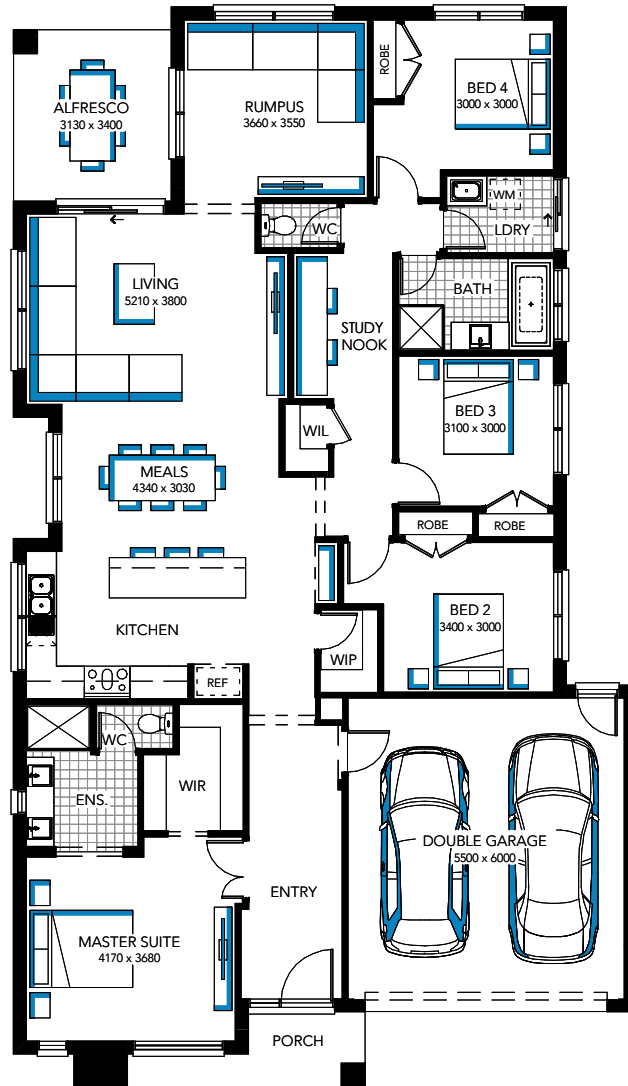 ROBE
BED 4
3000 x 3000
ALFRESCO
3130 x 3400
RUMPUS
3660 x 3550
WM
LDRY
WC
BATH
LIVING
5210 x 3800
STUDY
NOOK
BED 3
3100 x 3000
WIL
MEALS
4340 x 3030
ROBE
ROBE
BED 2
3400 x 3000
KITCHEN
WIP
REF
WC
WIR
ENS.
DOUBLE GARAGE
5500 x 6000
ENTRY
MASTER SUITE
4170 x 3680
PORCH